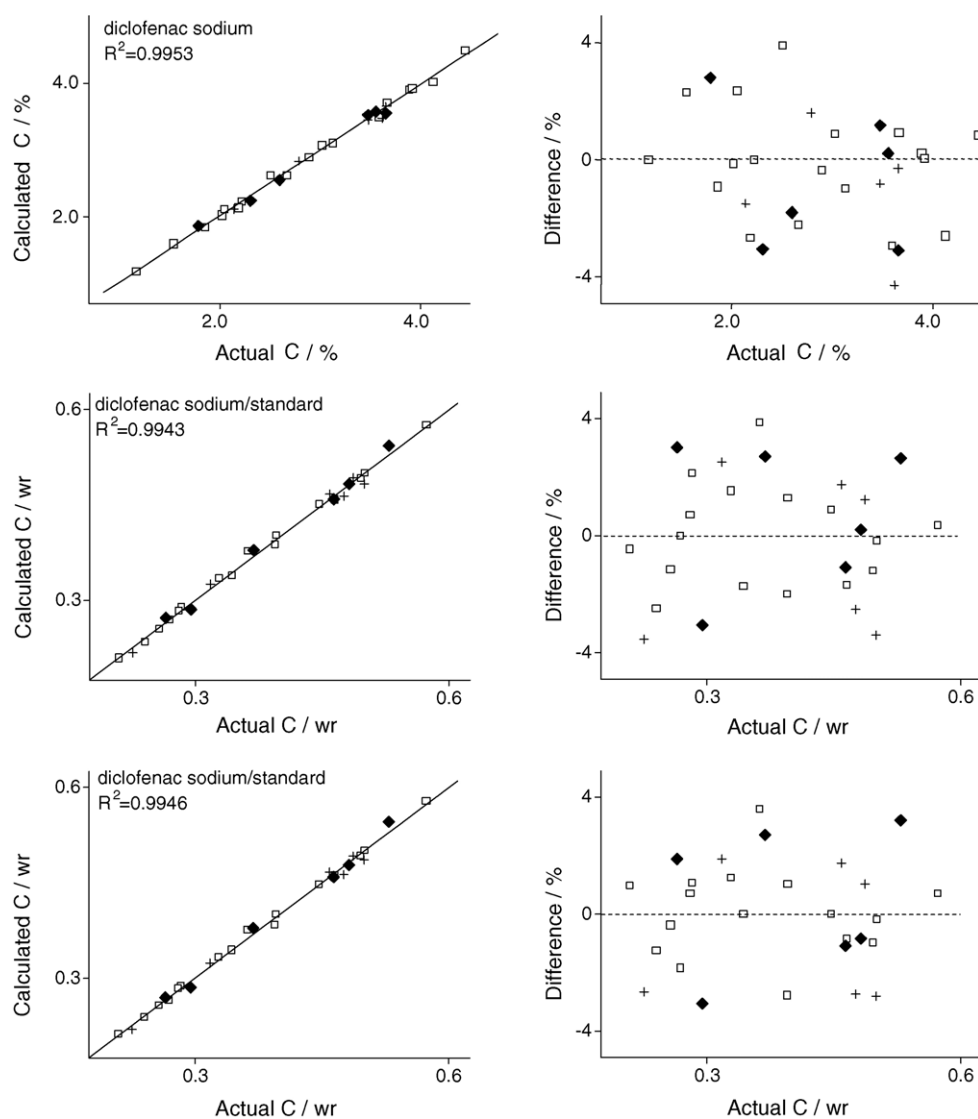 diclofenac sodium
R²=0.9953
Calculated C / %
4.0
2.0
2.0 4.0
Actual C / %
Difference / %
4
0
-4
2.0 4.0
Actual C / %
diclofenac sodium/standard
R²=0.9943
Calculated C / wr
0.6
0.3
0.3 0.6
Actual C / wr
Difference / %
4
0
-4
0.3 0.6
Actual C / wr
diclofenac sodium/standard
R²=0.9946
Calculated C / wr
0.6
0.3
0.3 0.6
Actual C / wr
Difference / %
4
0
-4
0.3 0.6
Actual C / wr